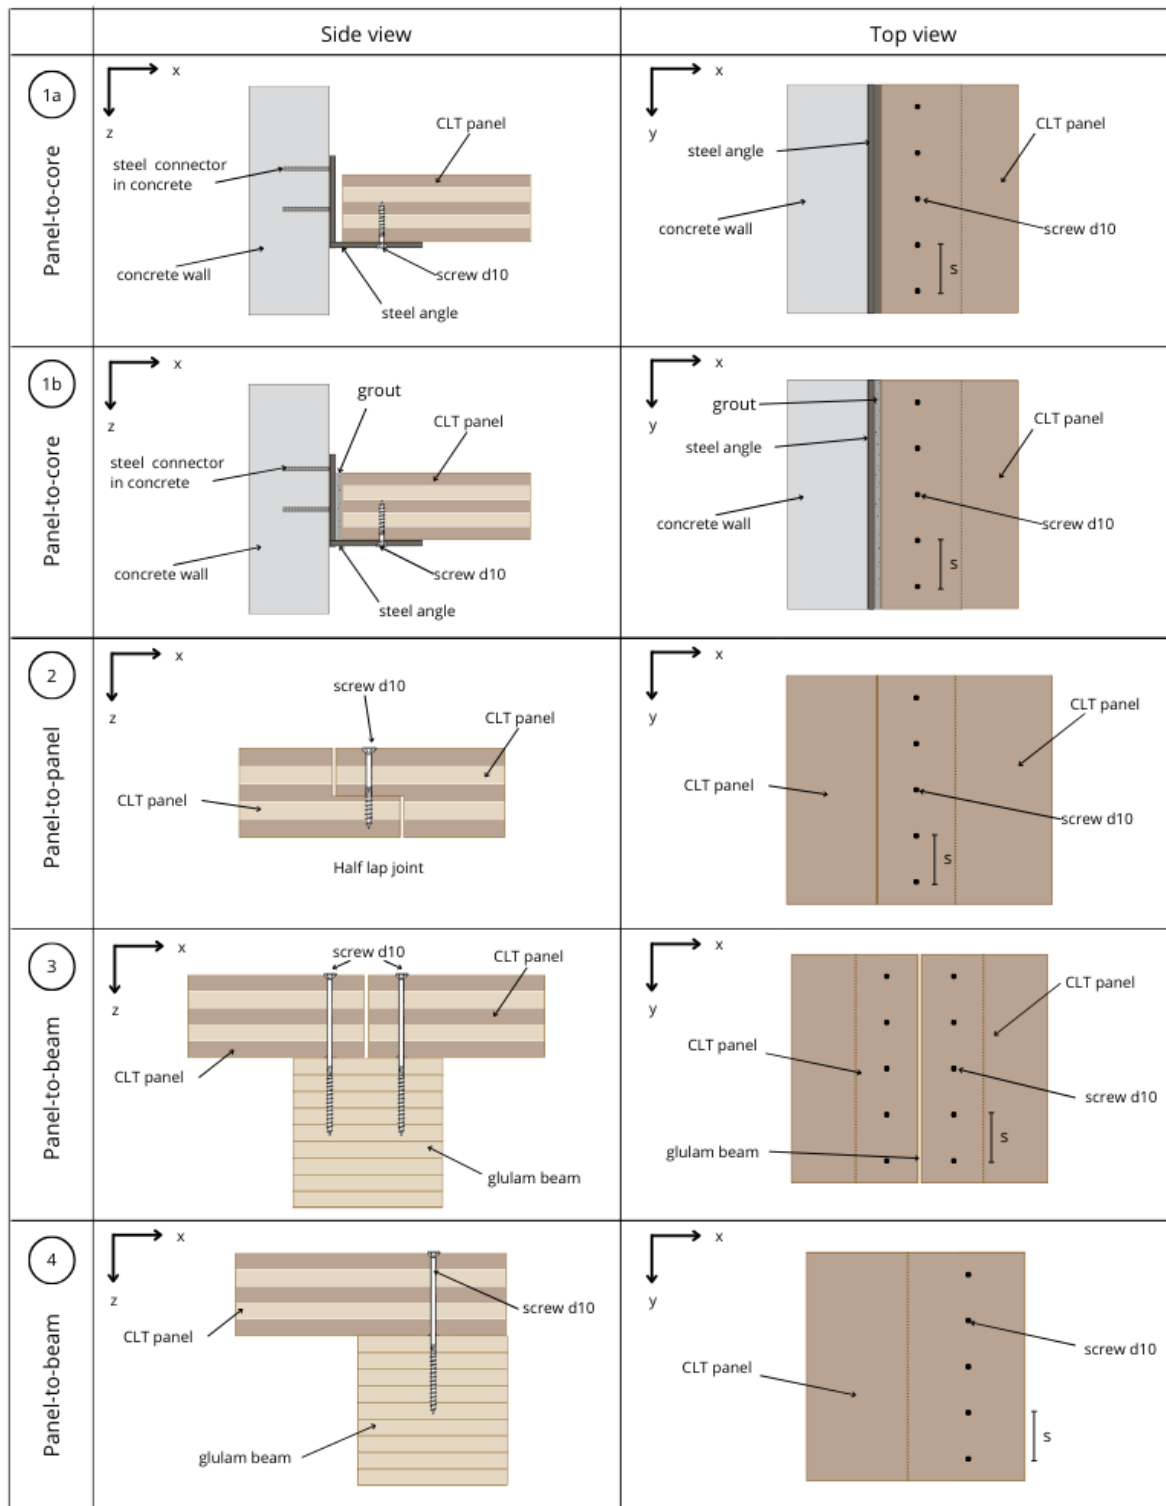 Side view
Top view
1a
Panel-to-core
x
z
steel connector
in concrete
CLT panel
concrete wall
screw d10
steel angle
x
y
CLT panel
steel angle
concrete wall
screw d10
s
1b
Panel-to-core
x
z
grout
CLT panel
steel connector
in concrete
concrete wall
screw d10
steel angle
x
y
grout
CLT panel
steel angle
concrete wall
screw d10
s
2
Panel-to-panel
x
z
screw d10
CLT panel
CLT panel
Half lap joint
x
y
CLT panel
CLT panel
screw d10
s
3
Panel-to-beam
x
z
screw d10
CLT panel
CLT panel
glulam beam
x
y
CLT panel
CLT panel
screw d10
s
glulam beam
4
Panel-to-beam
x
z
screw d10
CLT panel
glulam beam
x
y
screw d10
CLT panel
s